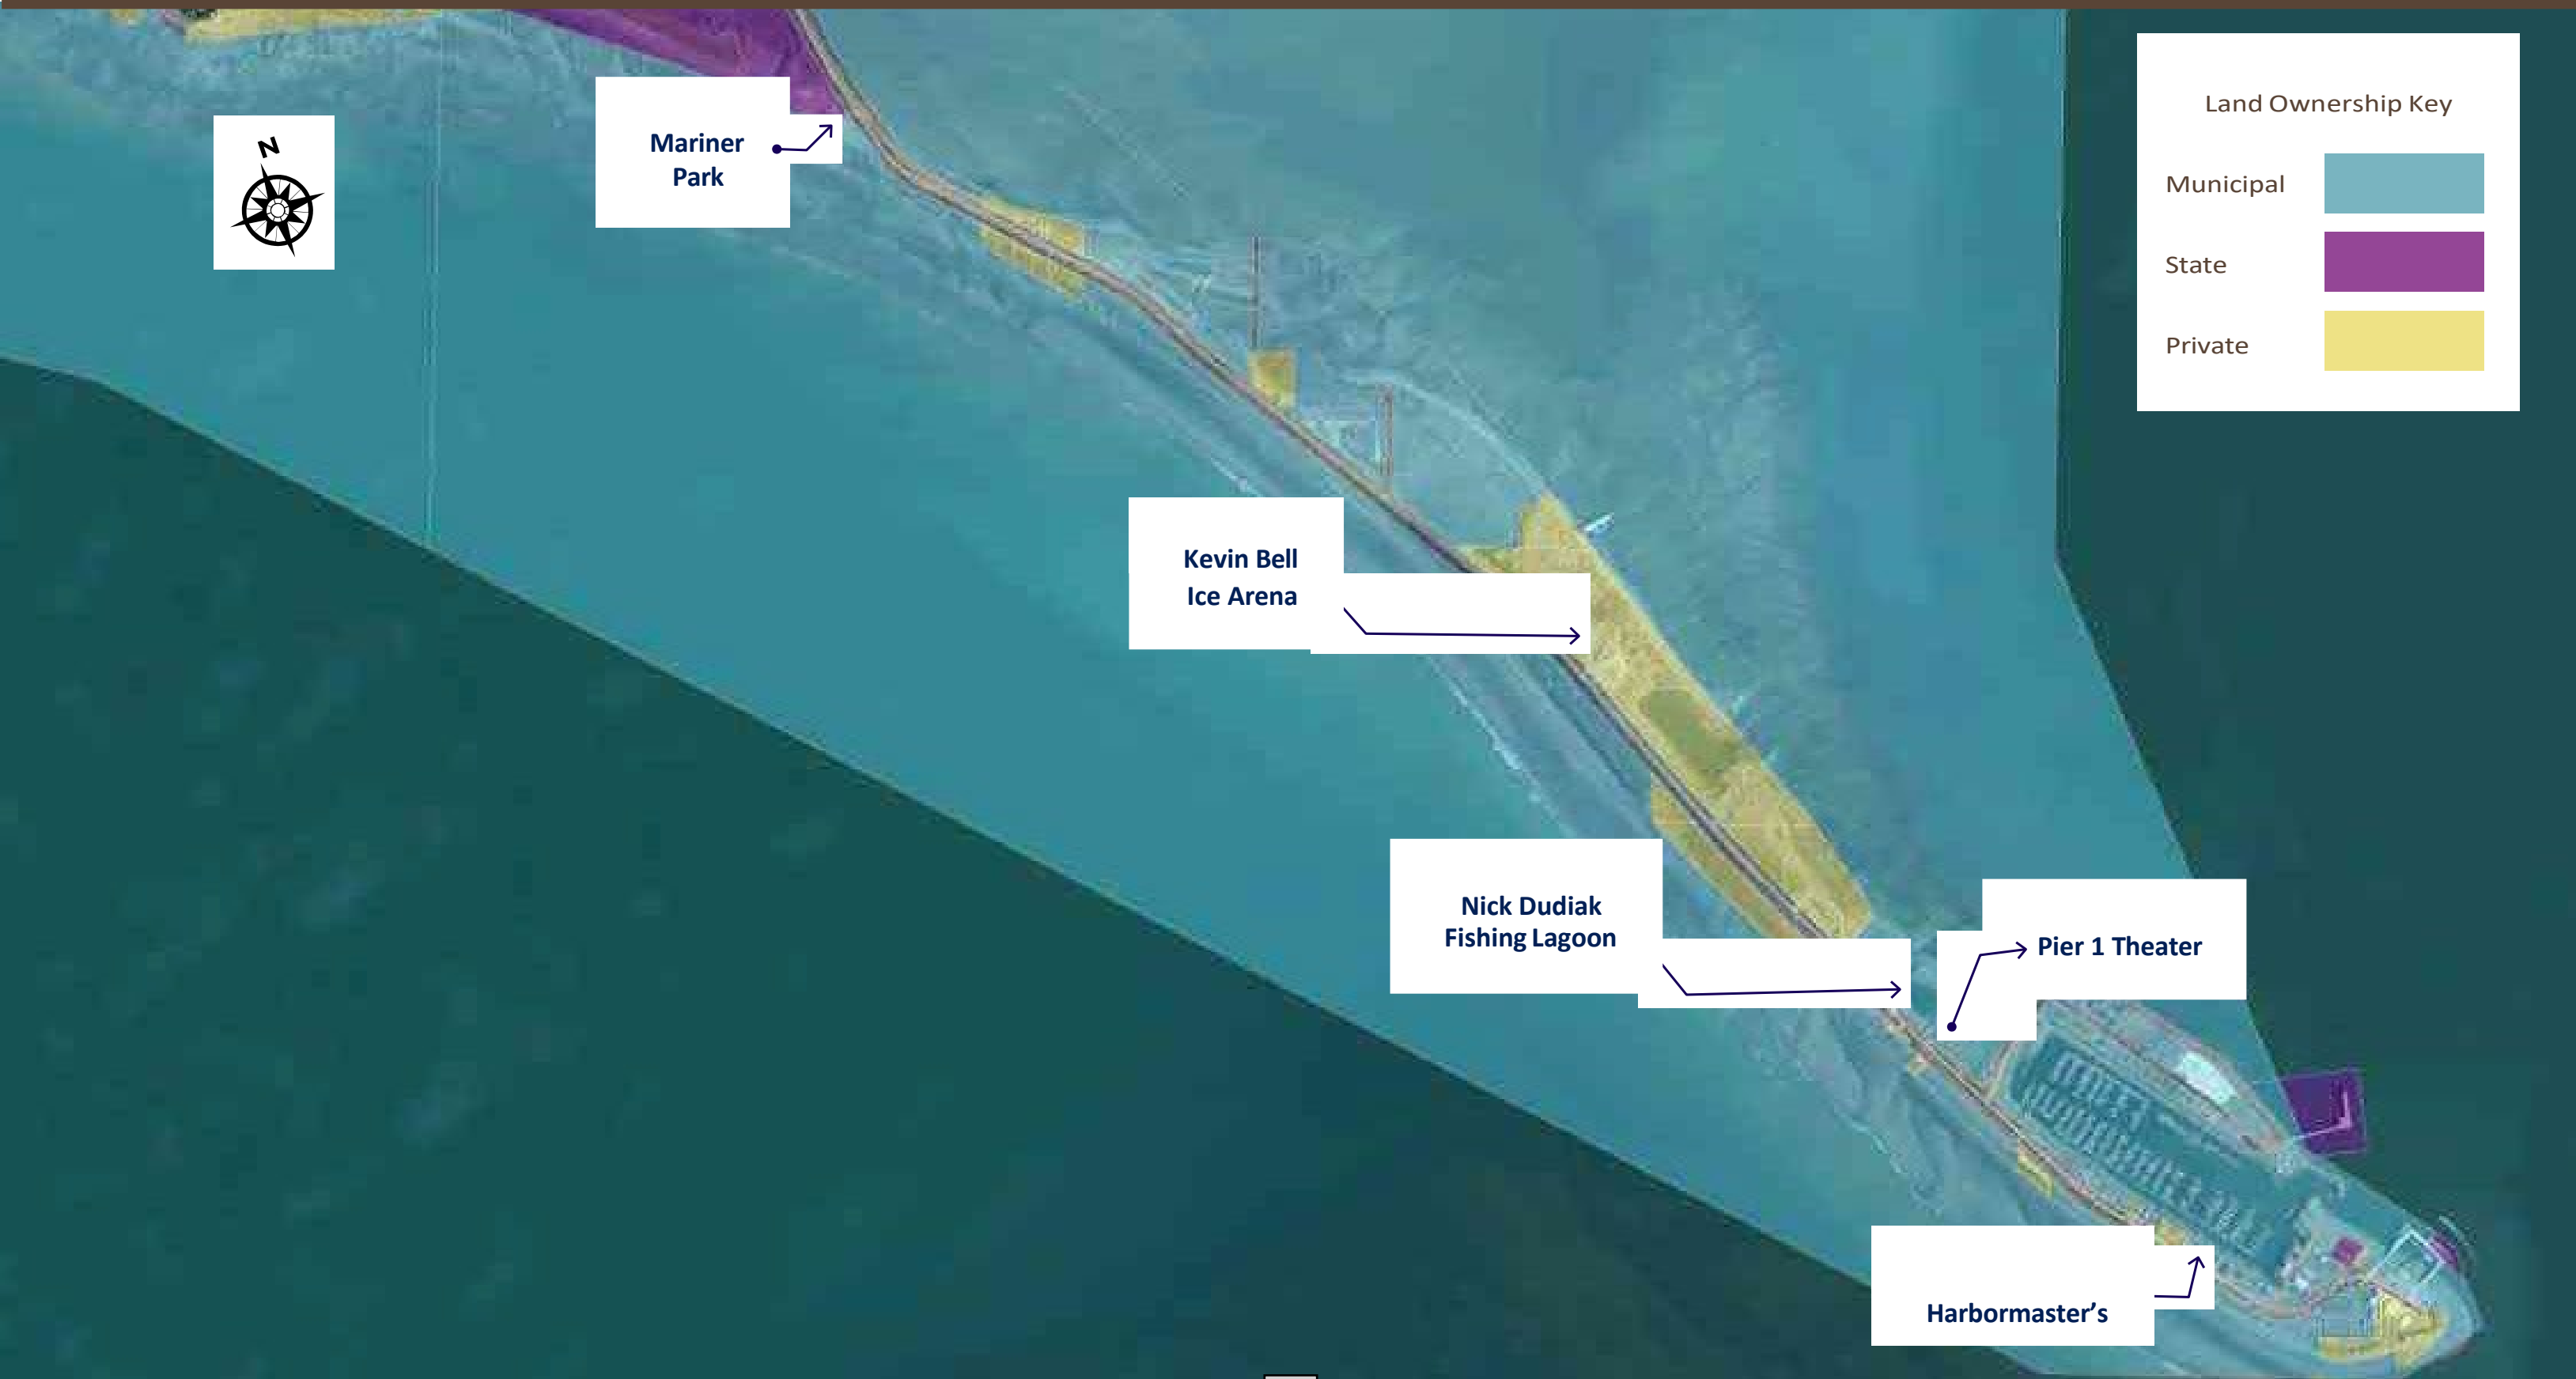 Land Ownership Key
Municipal
State
Private
N
Mariner
Park
Kevin Bell
Ice Arena
Nick Dudiak
Fishing Lagoon
Pier 1 Theater
Harbormaster’s